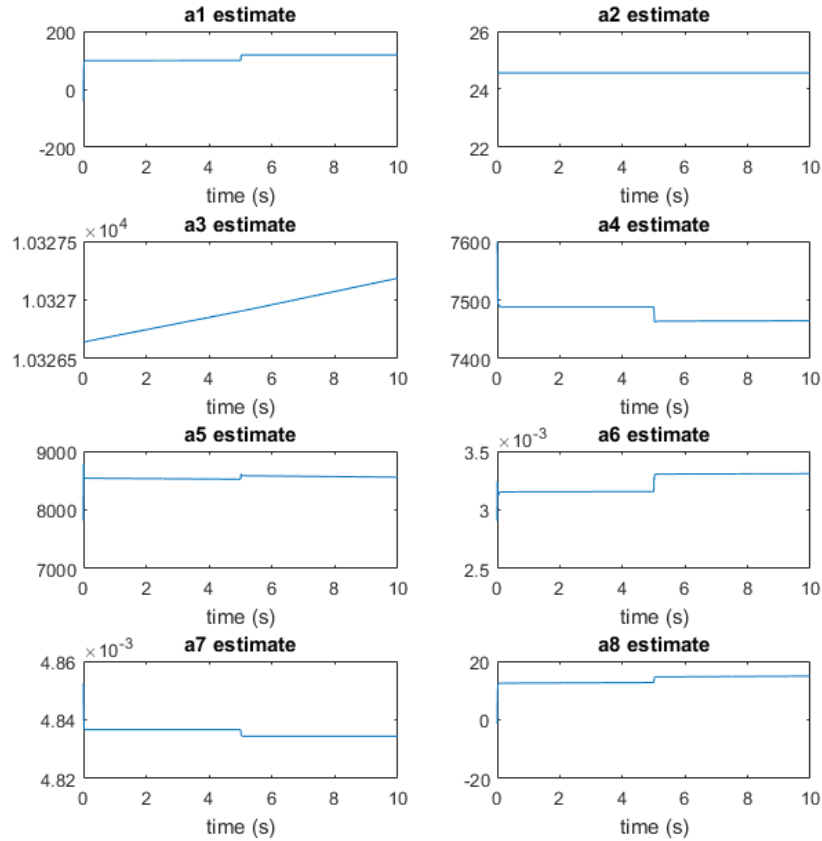 a1 estimate
200
0
-200
0 2 4 6 8 10
time (s)
a2 estimate
26
24
22
0 2 4 6 8 10
time (s)
a3 estimate
× 10^4
1.03275
1.0327
1.03265
0 2 4 6 8 10
time (s)
a4 estimate
7600
7500
7400
0 2 4 6 8 10
time (s)
a5 estimate
9000
8000
7000
0 2 4 6 8 10
time (s)
a6 estimate
× 10^-3
3.5
3
2.5
0 2 4 6 8 10
time (s)
a7 estimate
× 10^-3
4.86
4.84
4.82
0 2 4 6 8 10
time (s)
a8 estimate
20
0
-20
0 2 4 6 8 10
time (s)